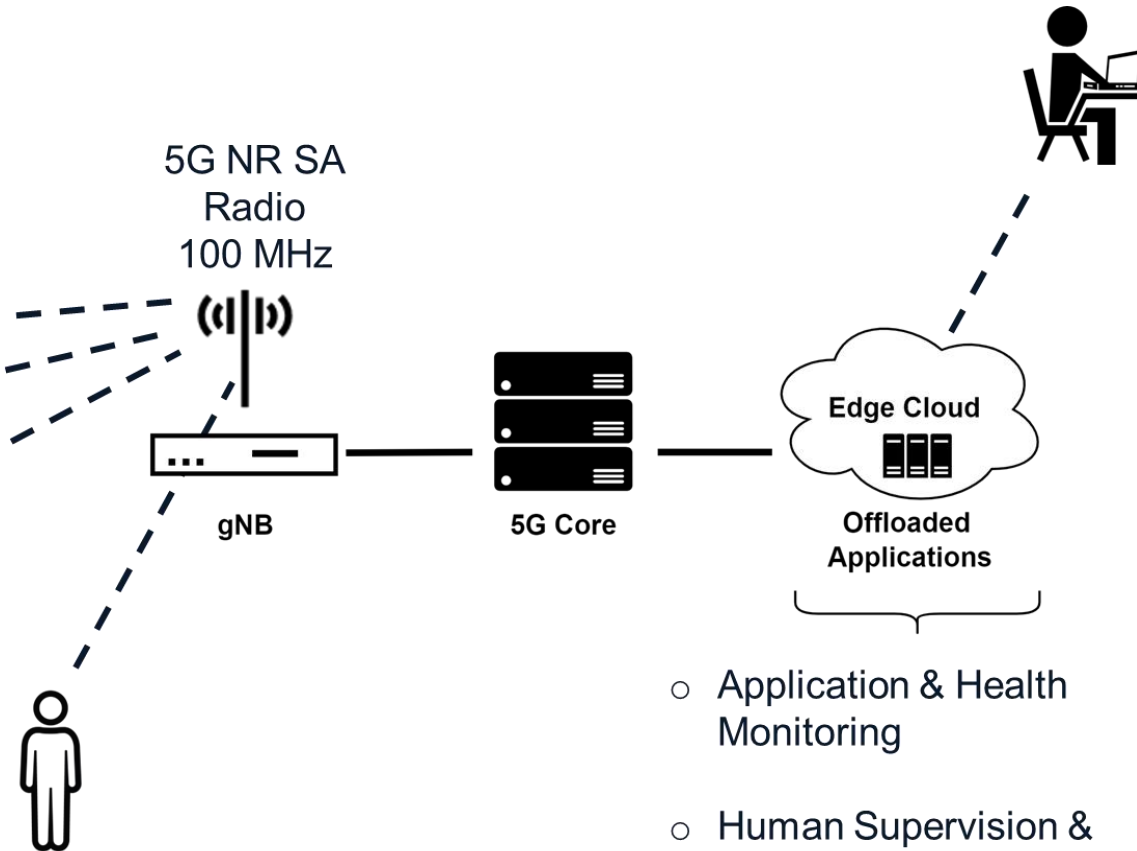 5G NR SA
Radio
100 MHz
Edge Cloud
gNB
5G Core
Offloaded
Applications
○ Application & Health
Monitoring
○ Human Supervision &